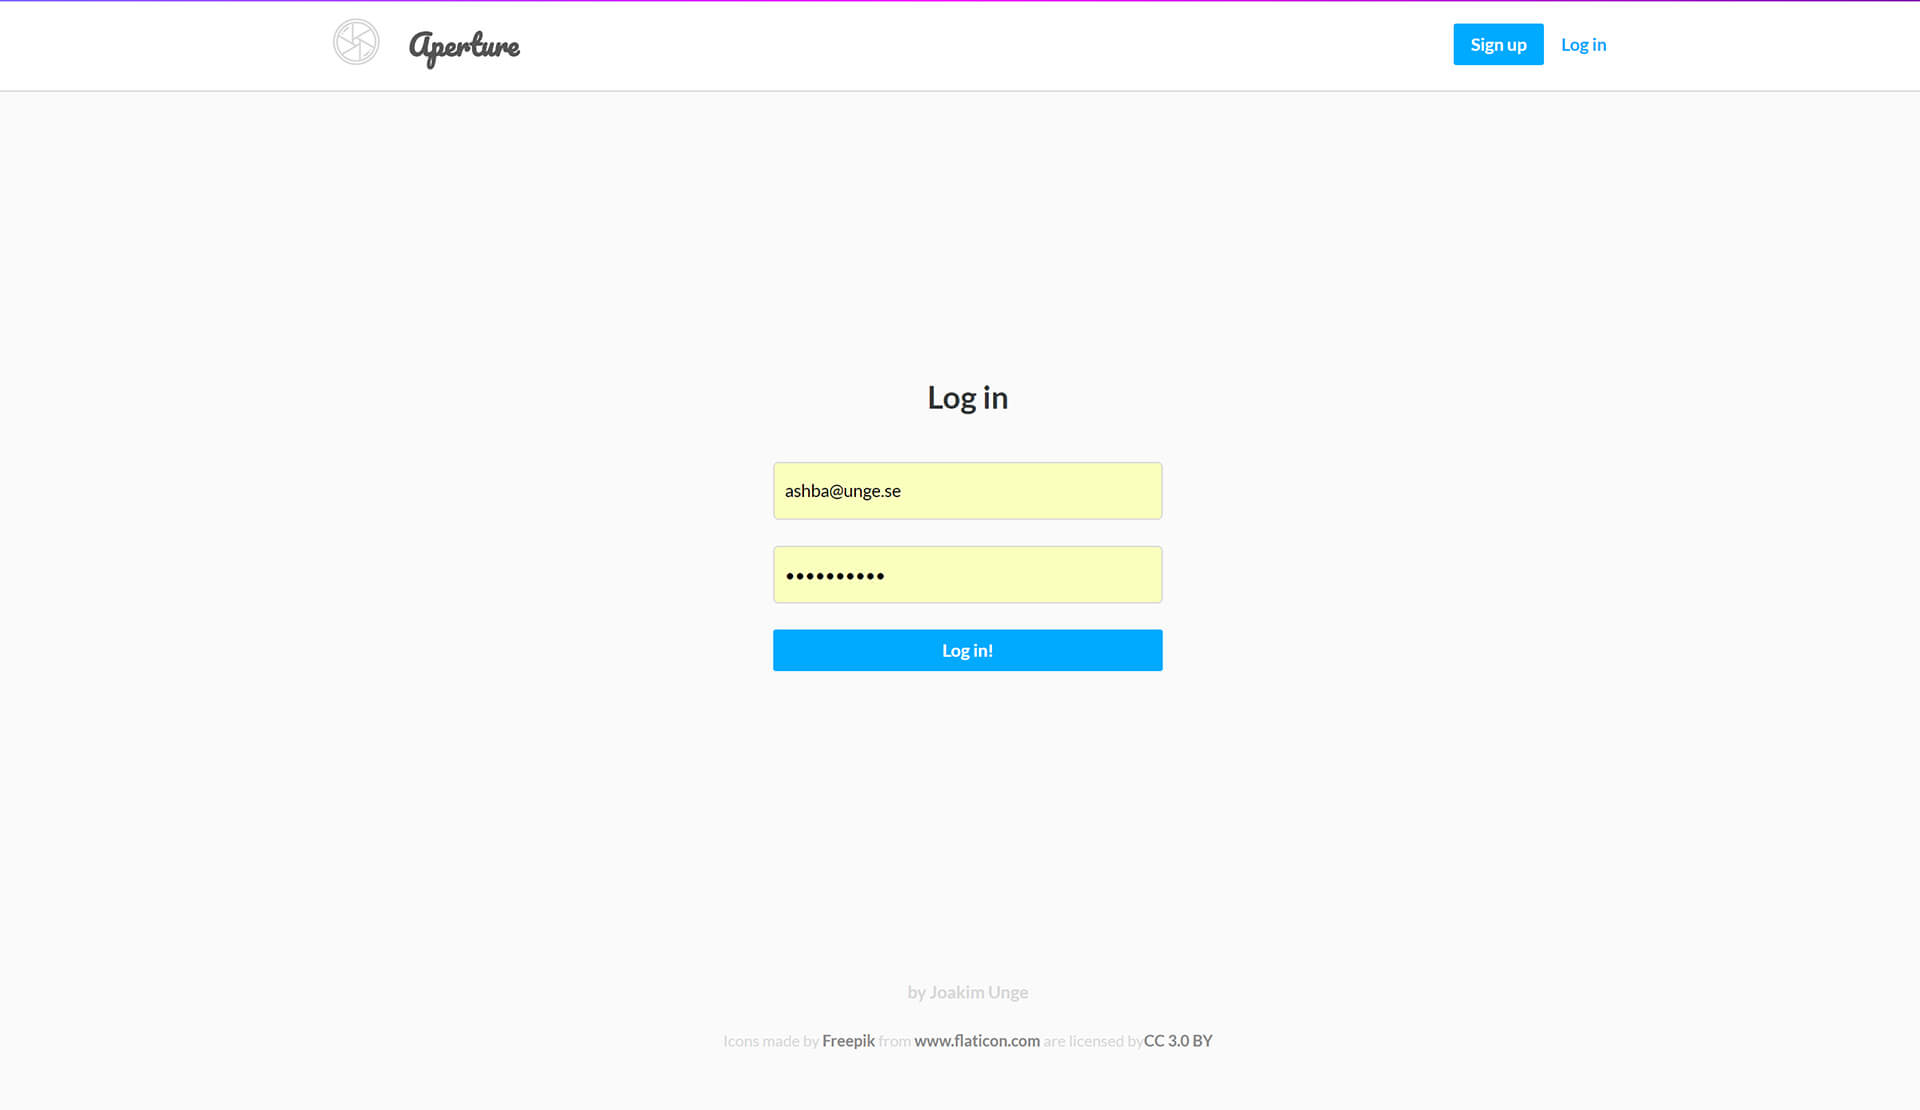 Aperture
Sign up
Log in
Log in
ashba@unge.se
••••••••••
Log in!
by Joakim Unge
Icons made by Freepik from www.flaticon.com are licensed byCC 3.0 BY